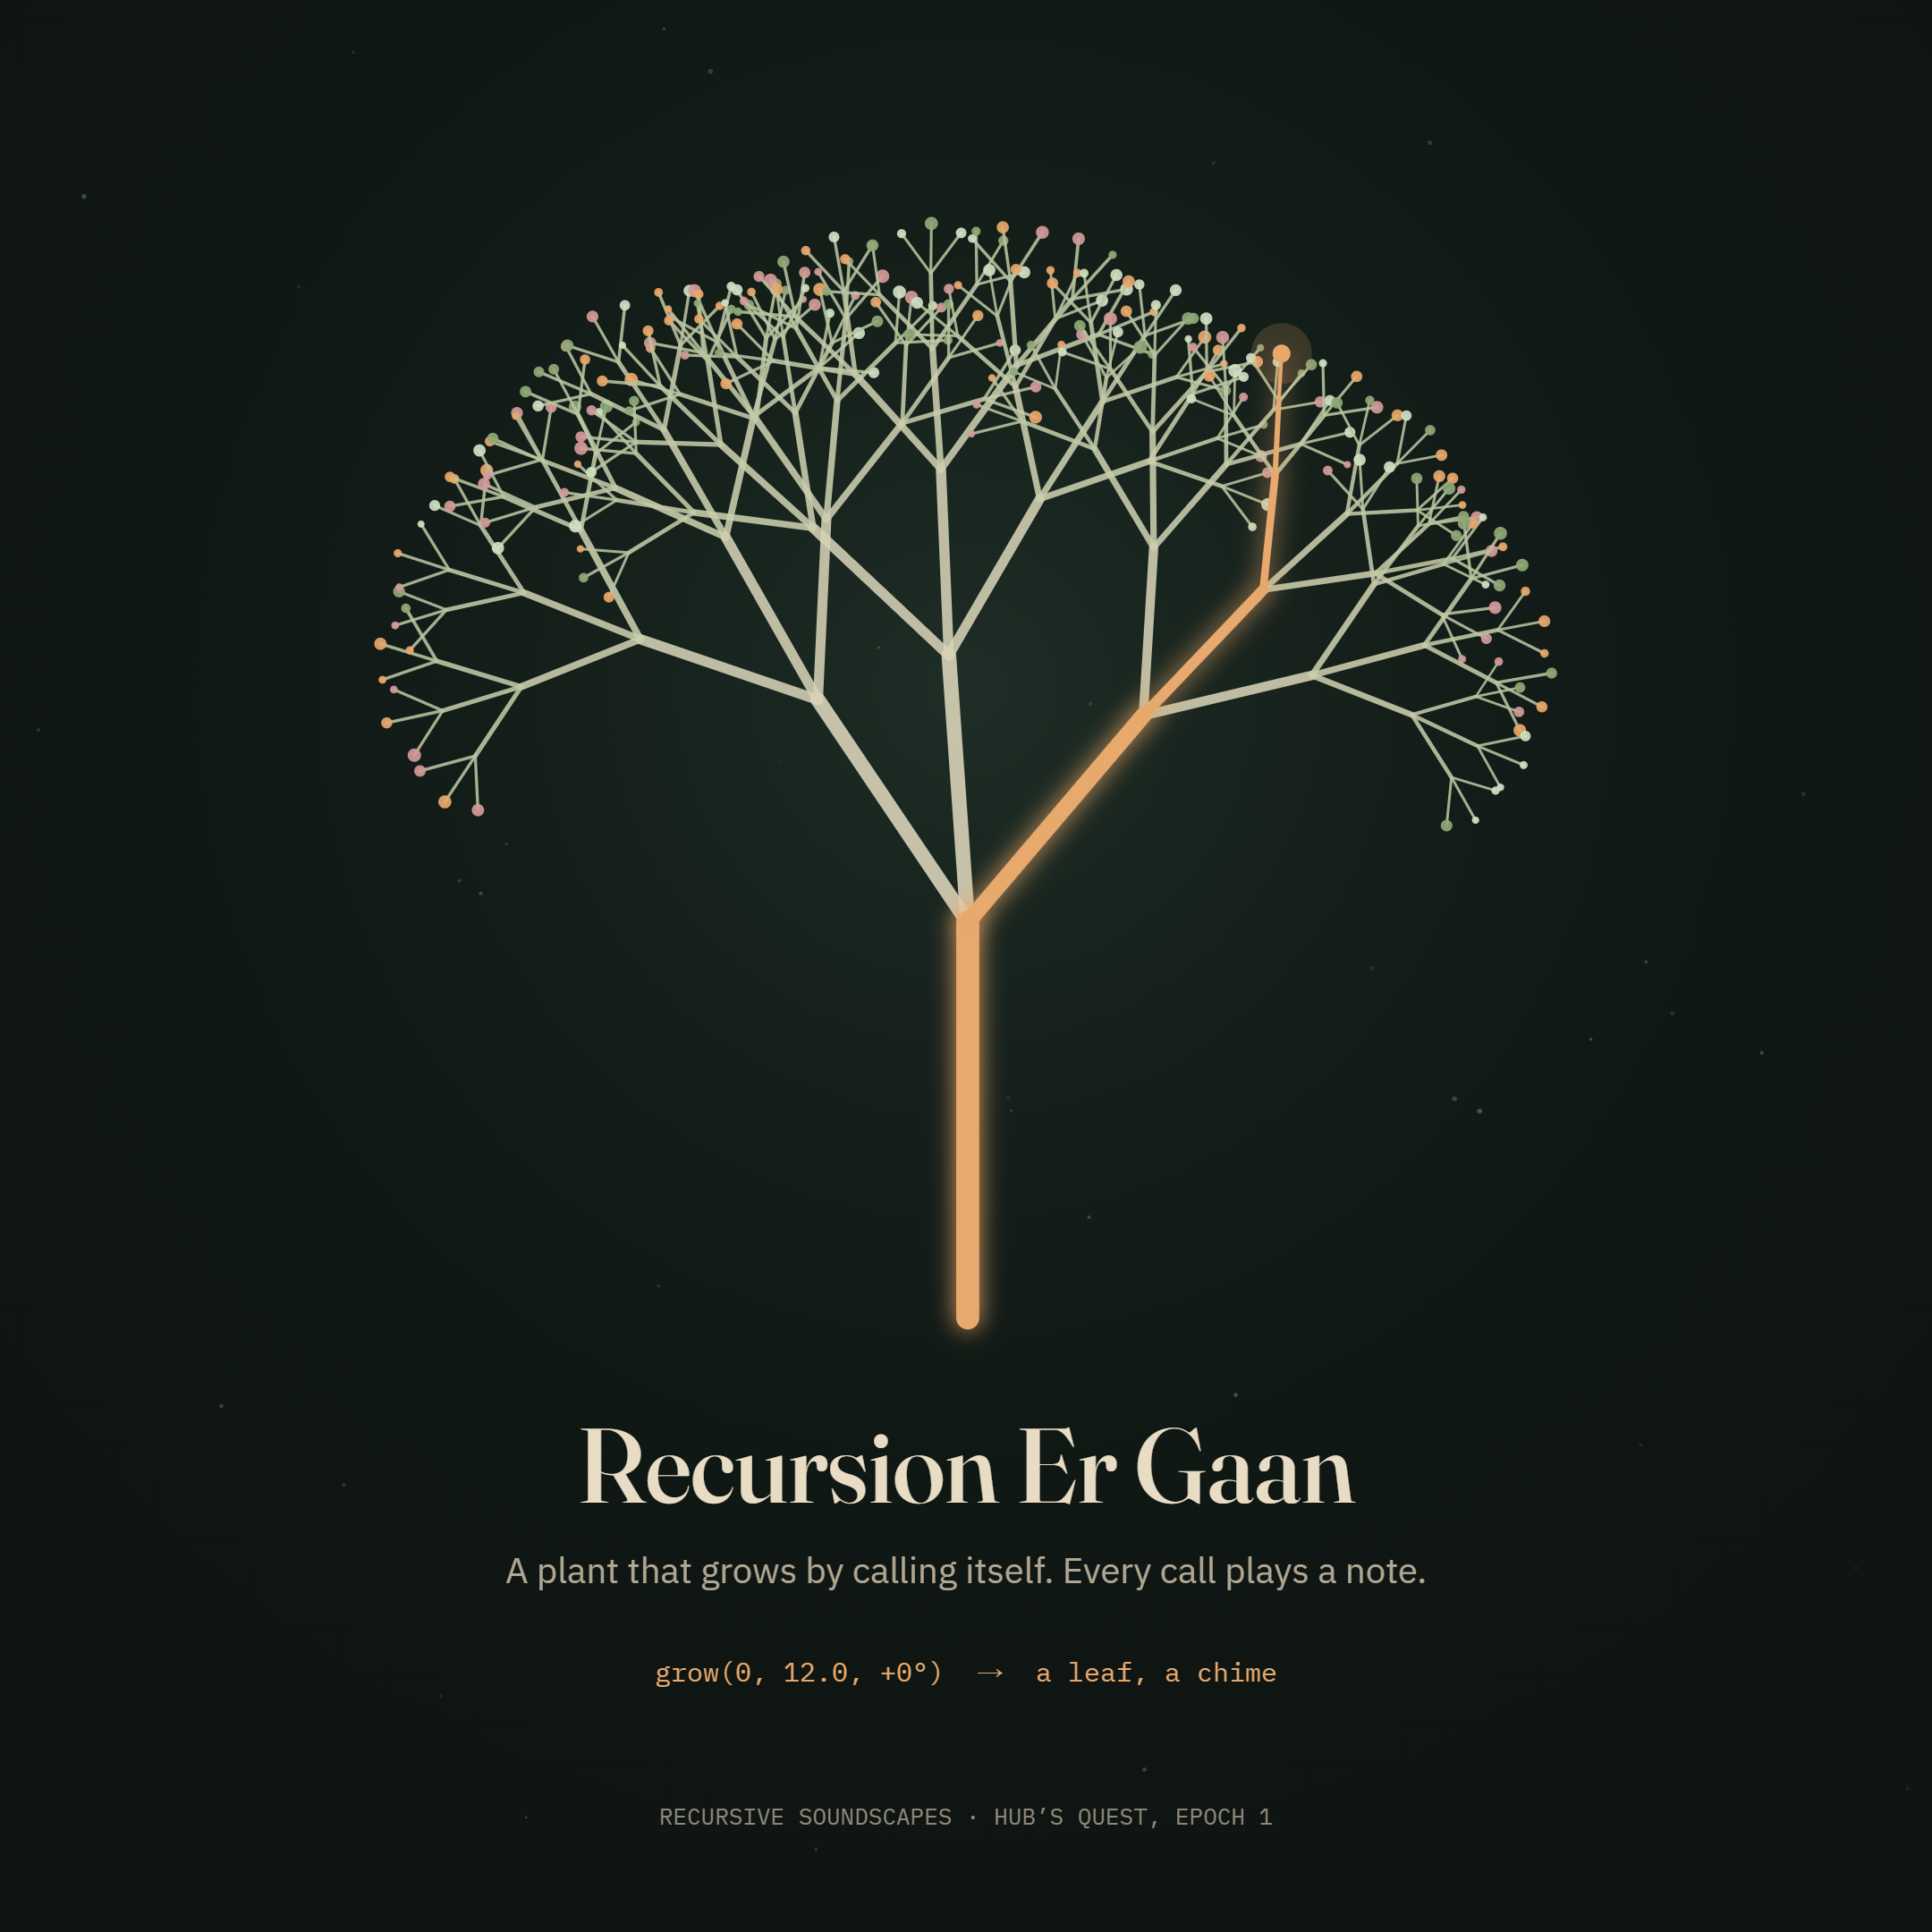 Recursion Er Gaan
A plant that grows by calling itself. Every call plays a note.
grow(0, 12.0, +0°) → a leaf, a chime
RECURSIVE SOUNDSCAPES · HUB’S QUEST, EPOCH 1